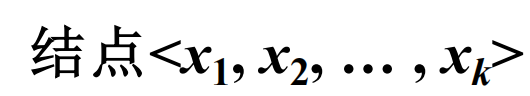 结点<x₁, x₂, … , xₖ>